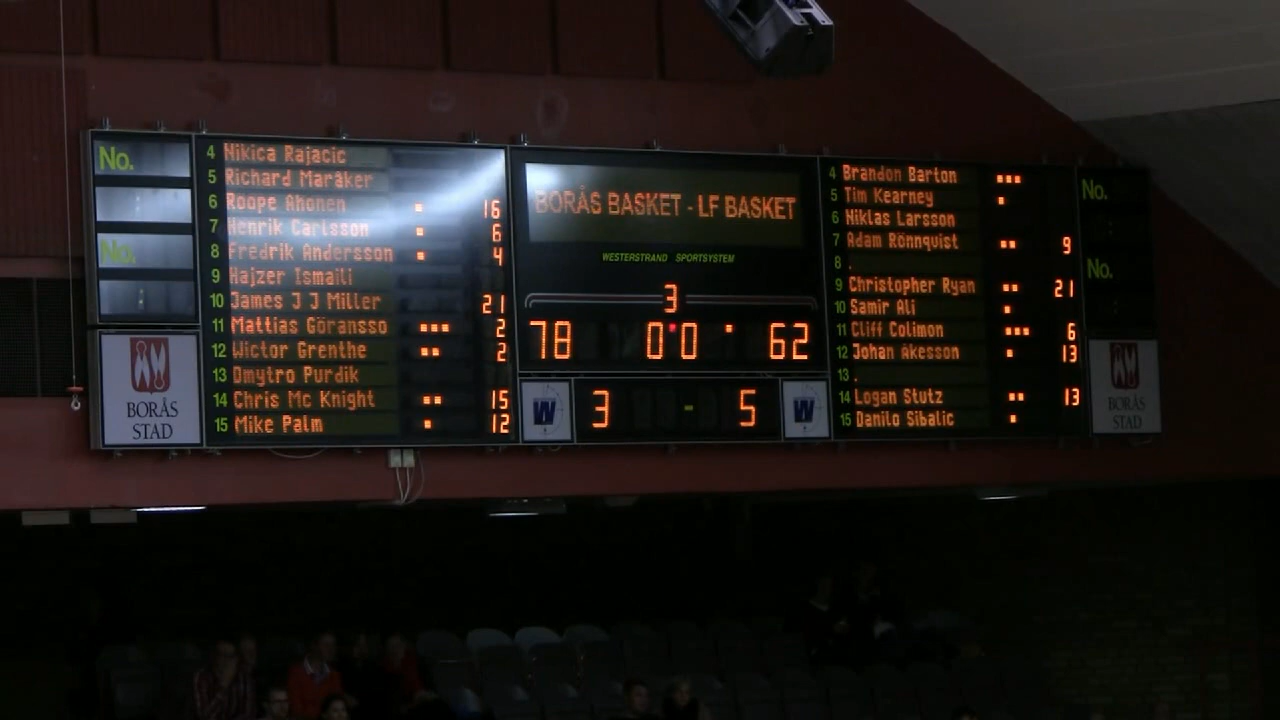 No.
No.
BORÅS
STAD
4 Nikica Rajacic
5 Richard Maråker
6 Roope Ahonen 16
7 Henrik Carlsson 6
8 Fredrik Andersson 4
9 Hajzer Ismaili
10 James J J Miller 21
11 Mattias Göransso 2
12 Wictor Grenthe 2
13 Dmytro Purdik
14 Chris Mc Knight 15
15 Mike Palm 12
BORÅS BASKET - LF BASKET
WESTERSTRAND SPORTSYSTEM
3
78 0:0 62
W 3 - 5 W
4 Brandon Barton
5 Tim Kearney
6 Niklas Larsson
7 Adam Rönnqvist 9
8 .
9 Christopher Ryan 21
10 Samir Ali
11 Cliff Colimon 6
12 Johan Akesson 13
13 .
14 Logan Stutz 13
15 Danilo Sibalic
No.
No.
BORÅS
STAD